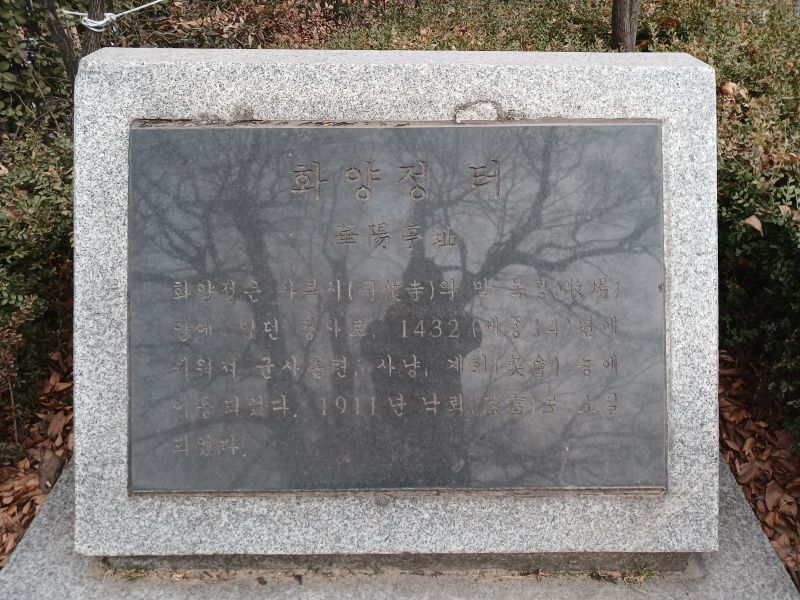 화양정 터
華陽亭址
화양정은 사복시(司僕寺)의 말 목장(牧場)
안에 있던 정자로, 1432(세종14)년에
세워져 군사훈련, 사냥, 계회(契會) 등에
이용되었다. 1911년 낙뢰(落雷)로 소실
되었다.